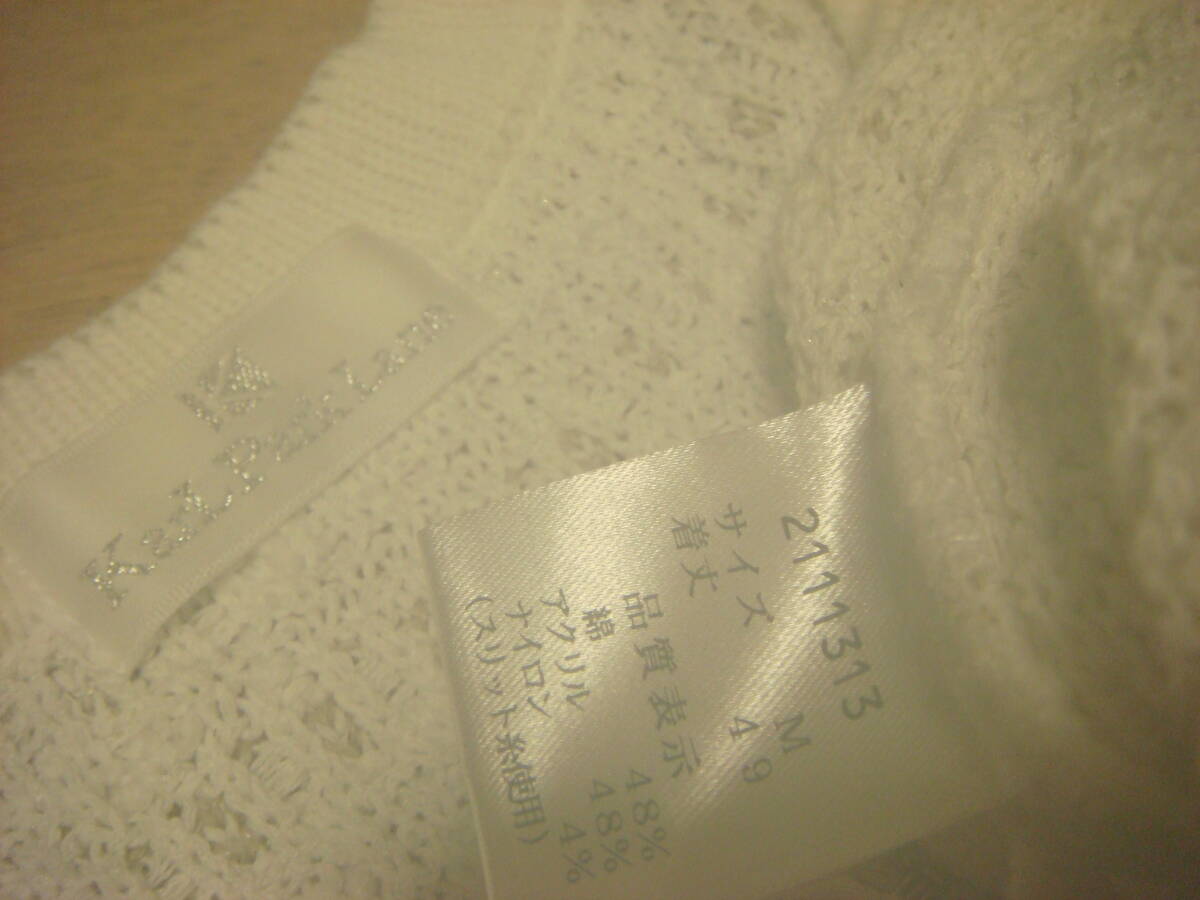 2111313
サイズ M
着丈 49
品質表示
綿 48%
アクリル 48%
ナイロン 4%
(スリット糸使用)